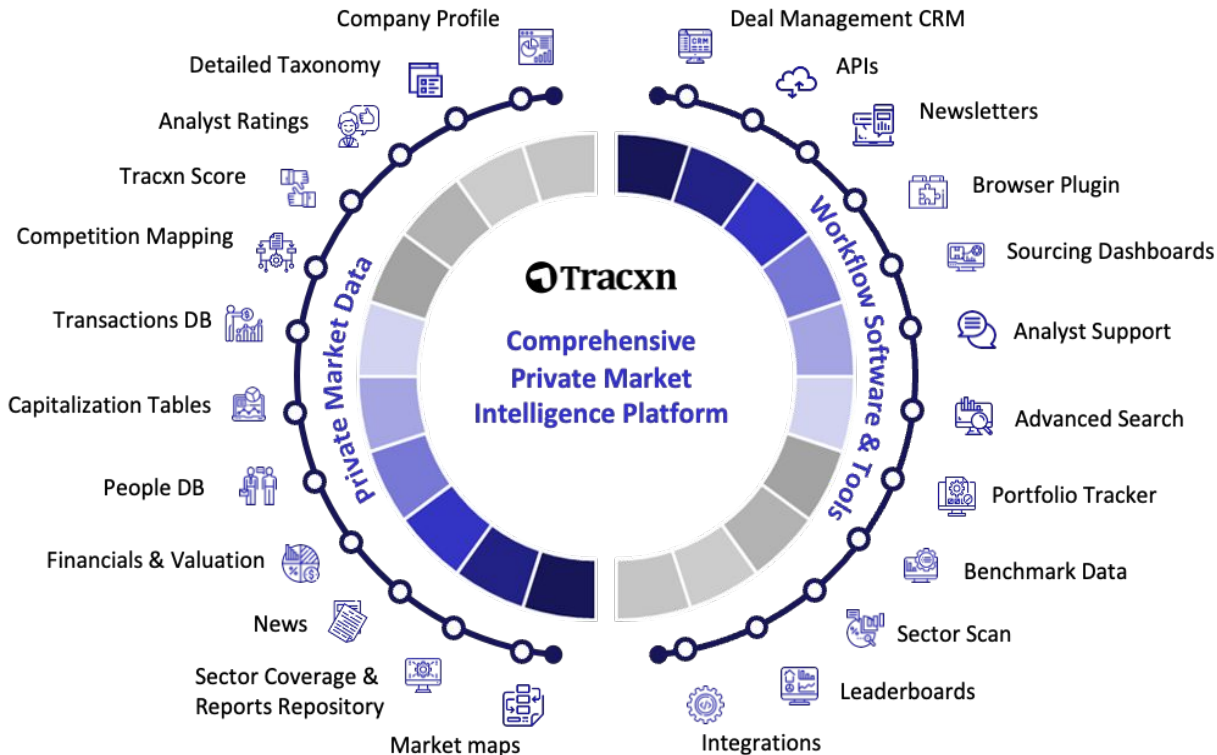 Company Profile
Detailed Taxonomy
Analyst Ratings
Tracxn Score
Competition Mapping
Transactions DB
Capitalization Tables
People DB
Financials & Valuation
News
Sector Coverage &
Reports Repository
Market maps
Private Market Data
Tracxn
Comprehensive
Private Market
Intelligence Platform
Workflow Software & Tools
Deal Management CRM
CRM
APIs
Newsletters
Browser Plugin
Sourcing Dashboards
Analyst Support
Advanced Search
Portfolio Tracker
Benchmark Data
Sector Scan
Leaderboards
Integrations